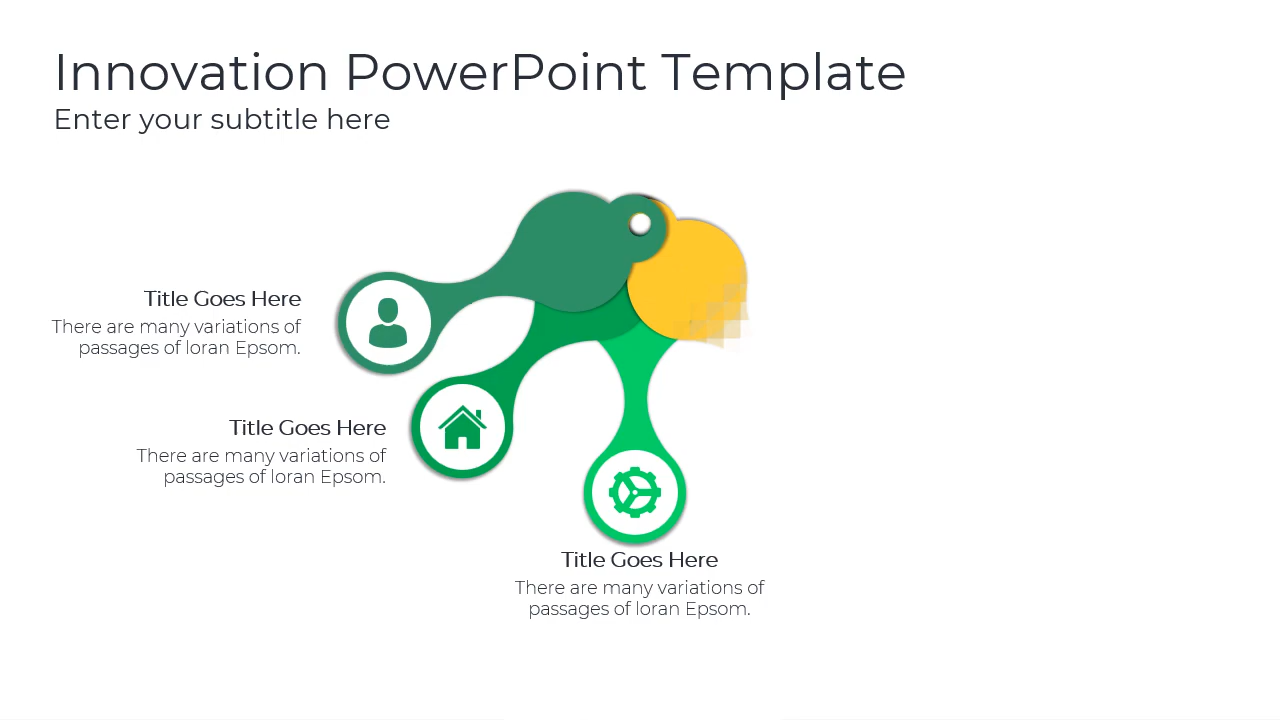 Innovation PowerPoint Template
Enter your subtitle here
Title Goes Here
There are many variations of
passages of loran Epsom.
Title Goes Here
There are many variations of
passages of loran Epsom.
Title Goes Here
There are many variations of
passages of loran Epsom.